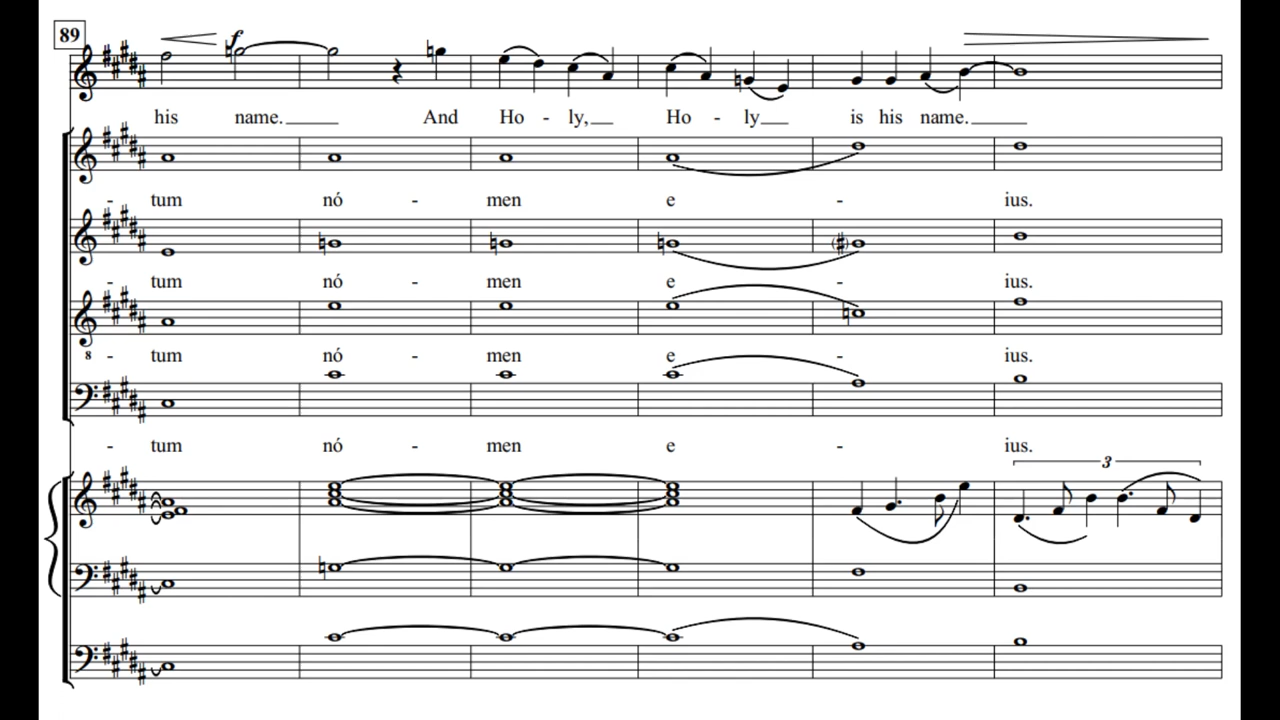 89
f
his name. And Ho - ly, Ho - ly is his name.
- tum nó - men e - ius.
- tum nó - men e - ius.
8 - tum nó - men e - ius.
- tum nó - men e - ius.
3